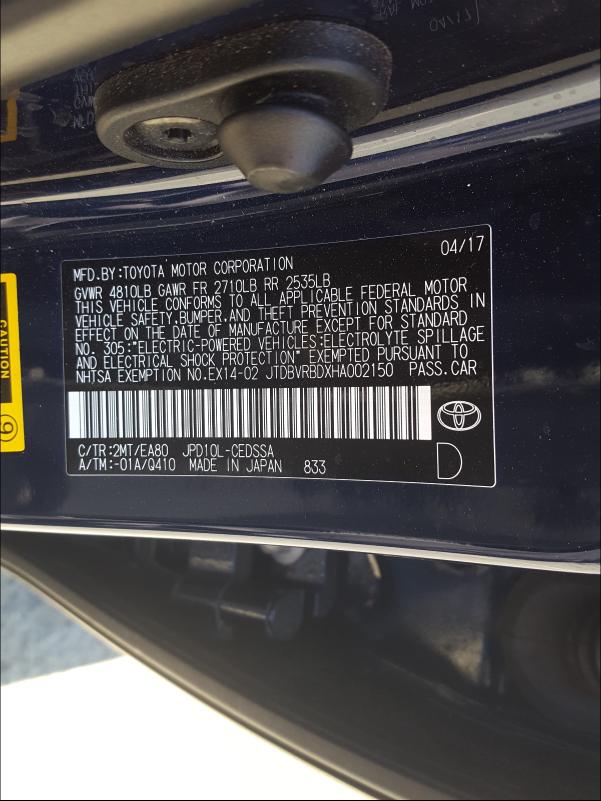 04/17
MFD.BY:TOYOTA MOTOR CORPORATION
GVWR 4810LB GAWR FR 2710LB RR 2535LB
THIS VEHICLE CONFORMS TO ALL APPLICABLE FEDERAL MOTOR
VEHICLE SAFETY,BUMPER,AND THEFT PREVENTION STANDARDS IN
EFFECT ON THE DATE OF MANUFACTURE EXCEPT FOR STANDARD
NO. 305:"ELECTRIC-POWERED VEHICLES:ELECTROLYTE SPILLAGE
AND ELECTRICAL SHOCK PROTECTION" EXEMPTED PURSUANT TO
NHTSA EXEMPTION NO.EX14-02 JTDBVRBDXHA002150 PASS.CAR
C/TR:2MT/EA80 JPD10L-CEDSSA
A/TM:-01A/Q410 MADE IN JAPAN 833
D
CAUTION
9